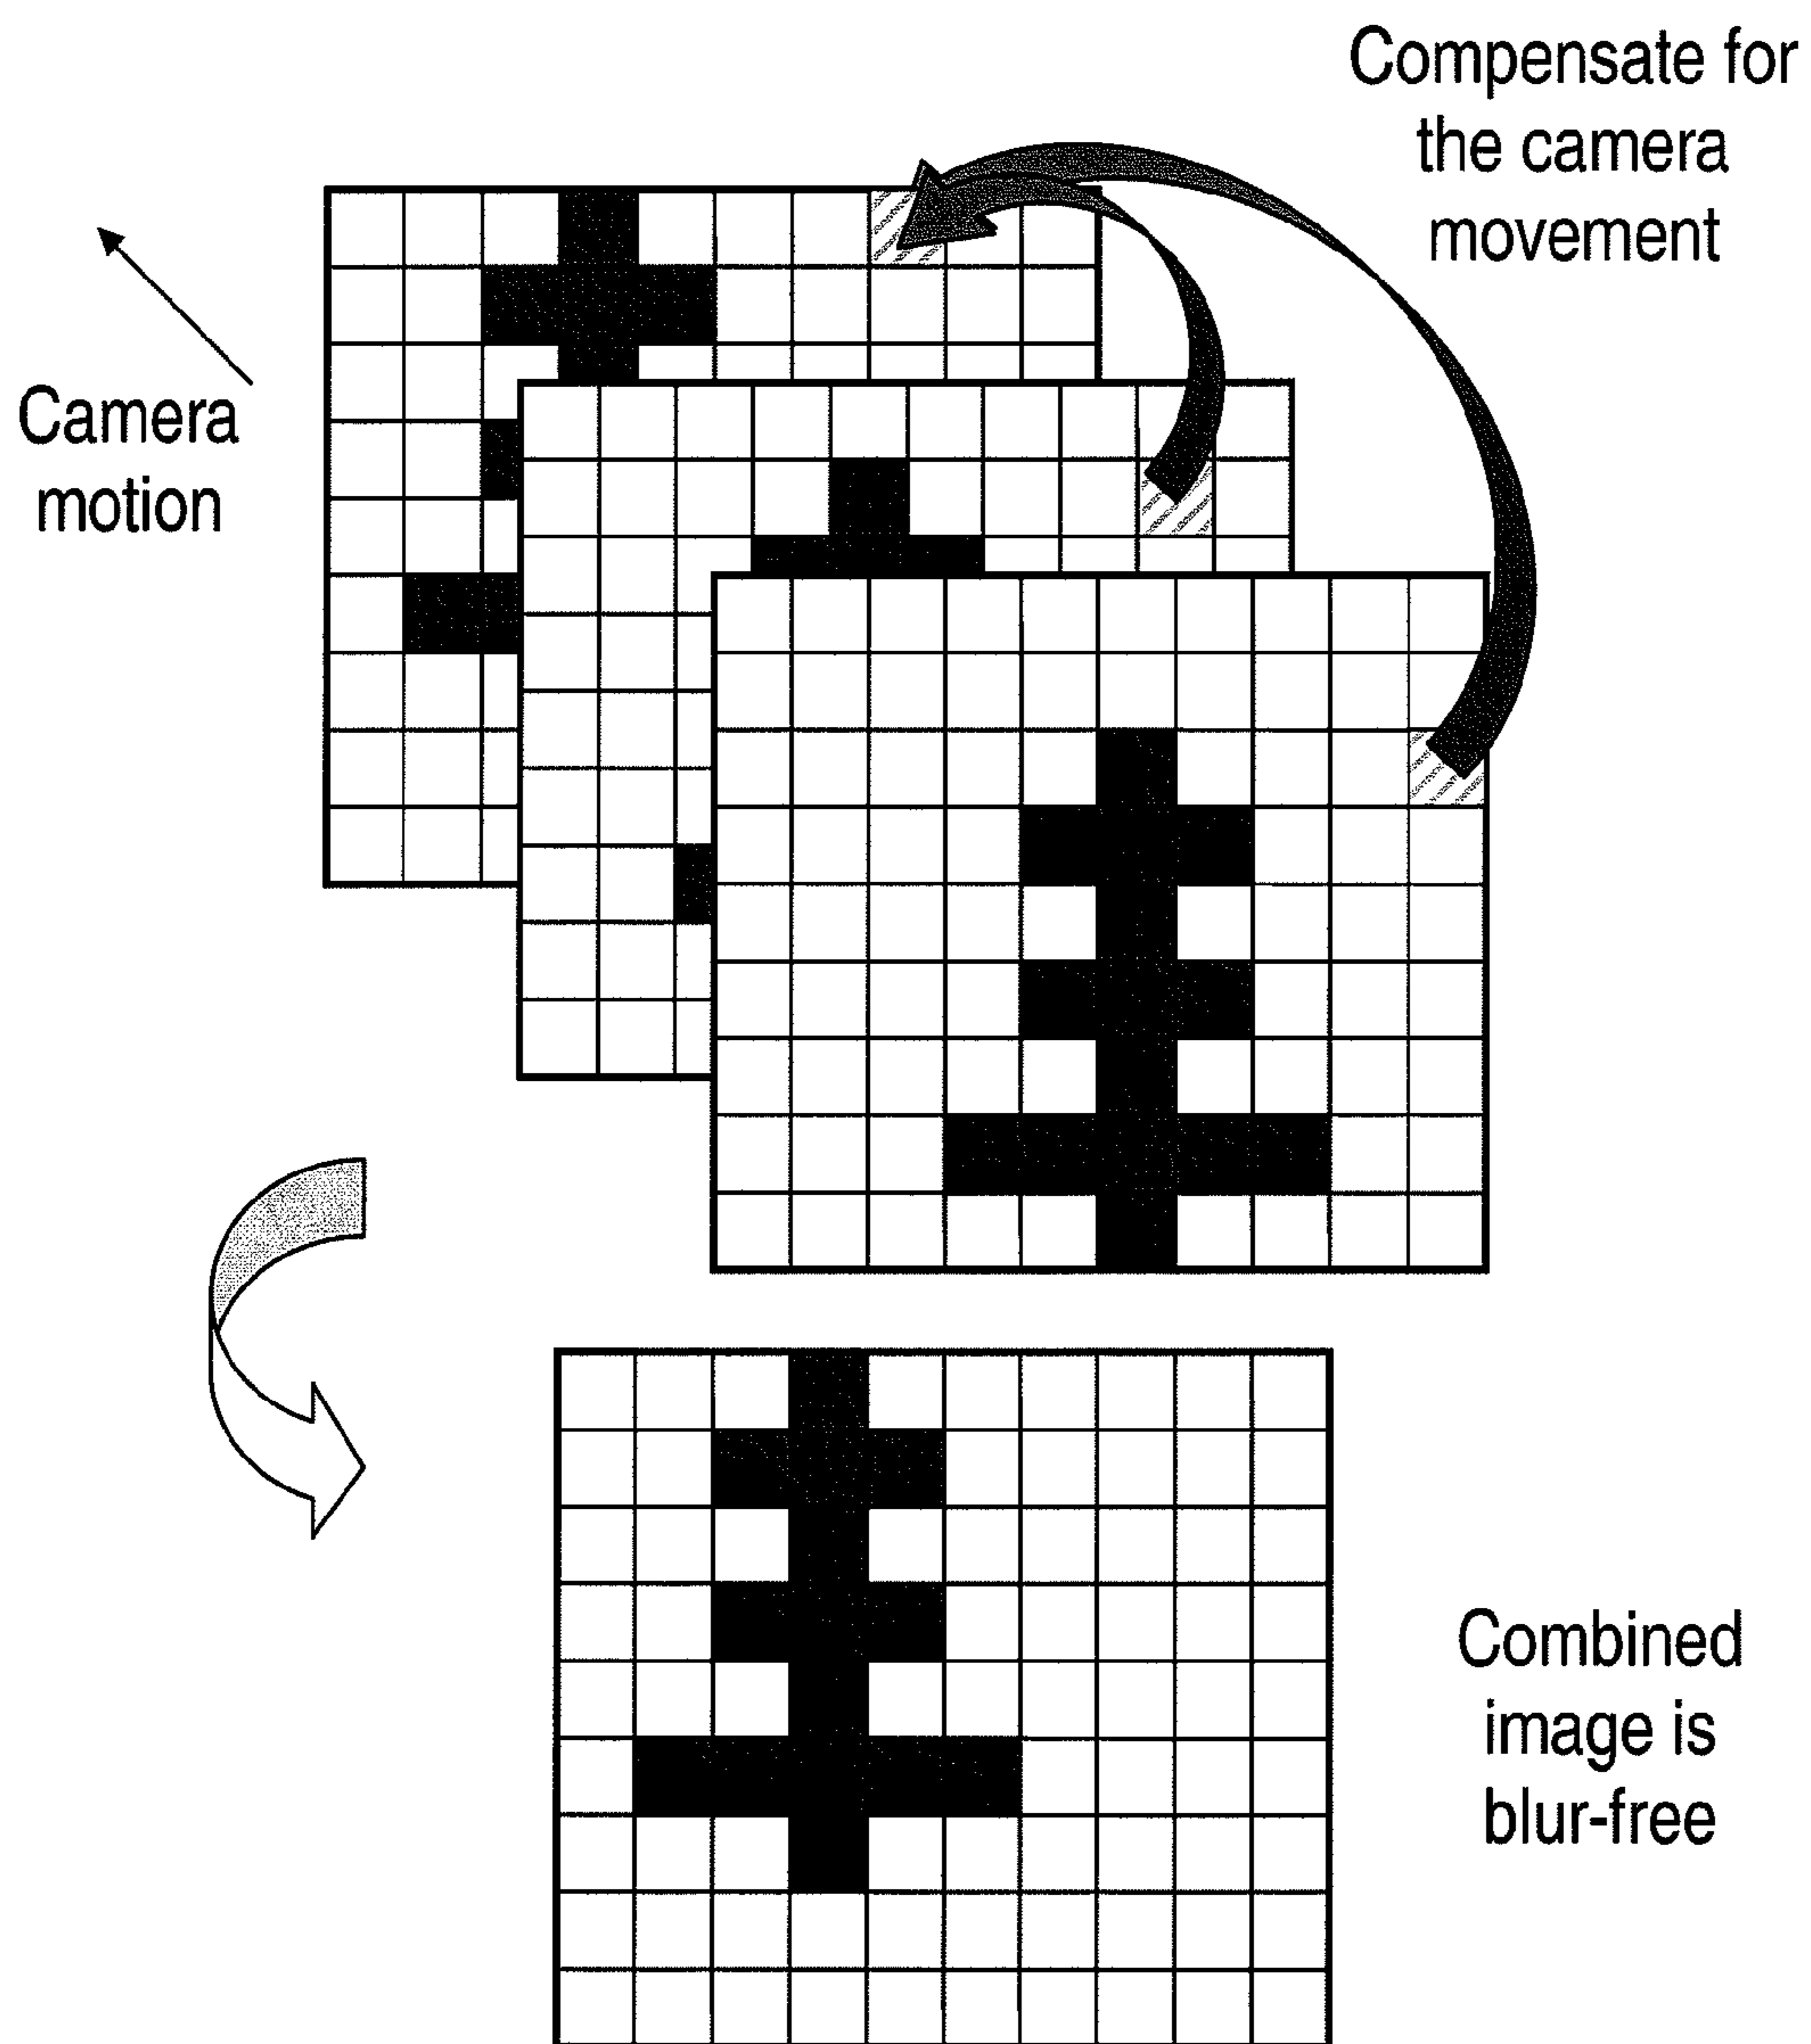 Compensate for
the camera
movement
Camera
motion
Combined
image is
blur-free